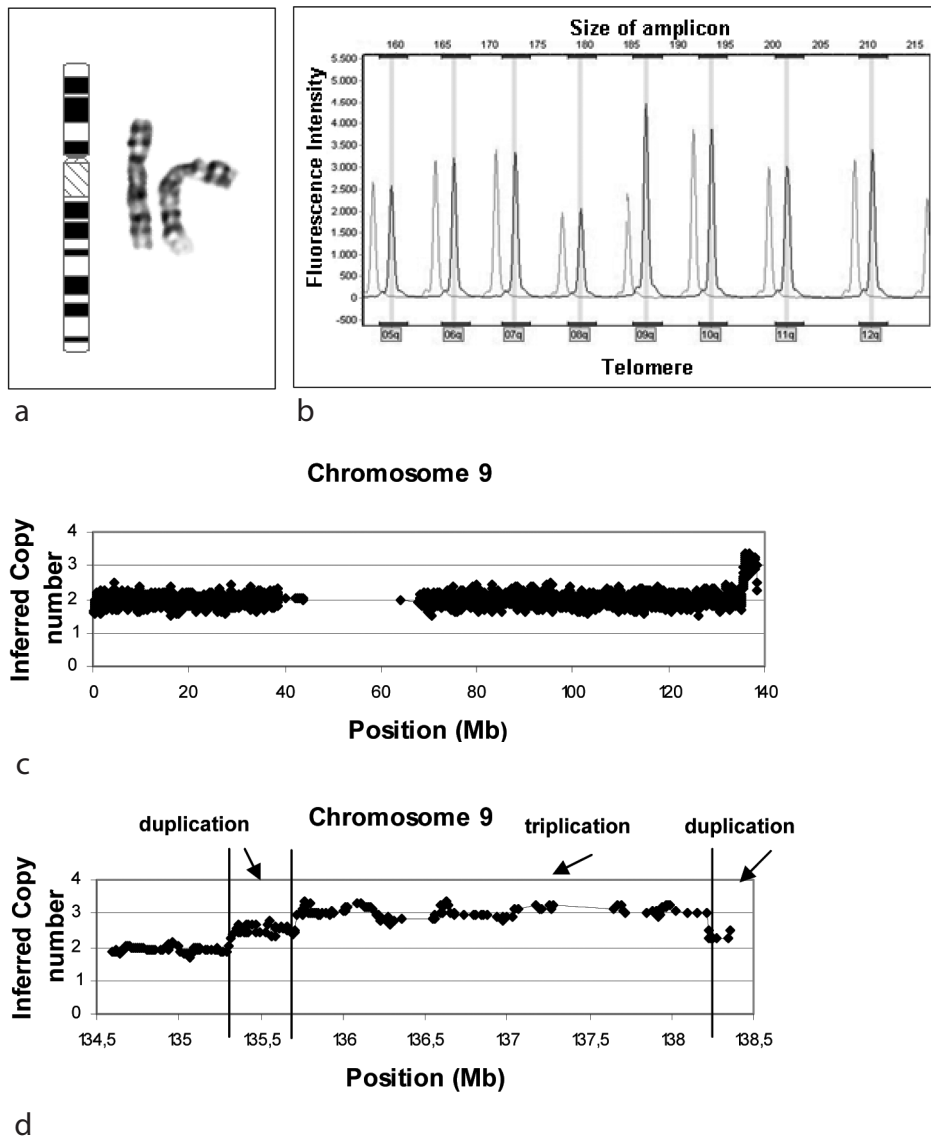 Size of amplicon
160 165 170 175 180 185 190 195 200 205 210 215
5.500
5.000
4.500
4.000
3.500
3.000
2.500
2.000
1.500
1.000
500
0
-500
Fluorescence Intensity
05q 06q 07q 08q 09q 10q 11q 12q
Telomere
a
b
Chromosome 9
Inferred Copy
number
4
3
2
1
0
0 20 40 60 80 100 120 140
Position (Mb)
c
duplication
Chromosome 9
triplication
duplication
Inferred Copy
number
4
3
2
1
0
134,5 135 135,5 136 136,5 137 137,5 138 138,5
Position (Mb)
d